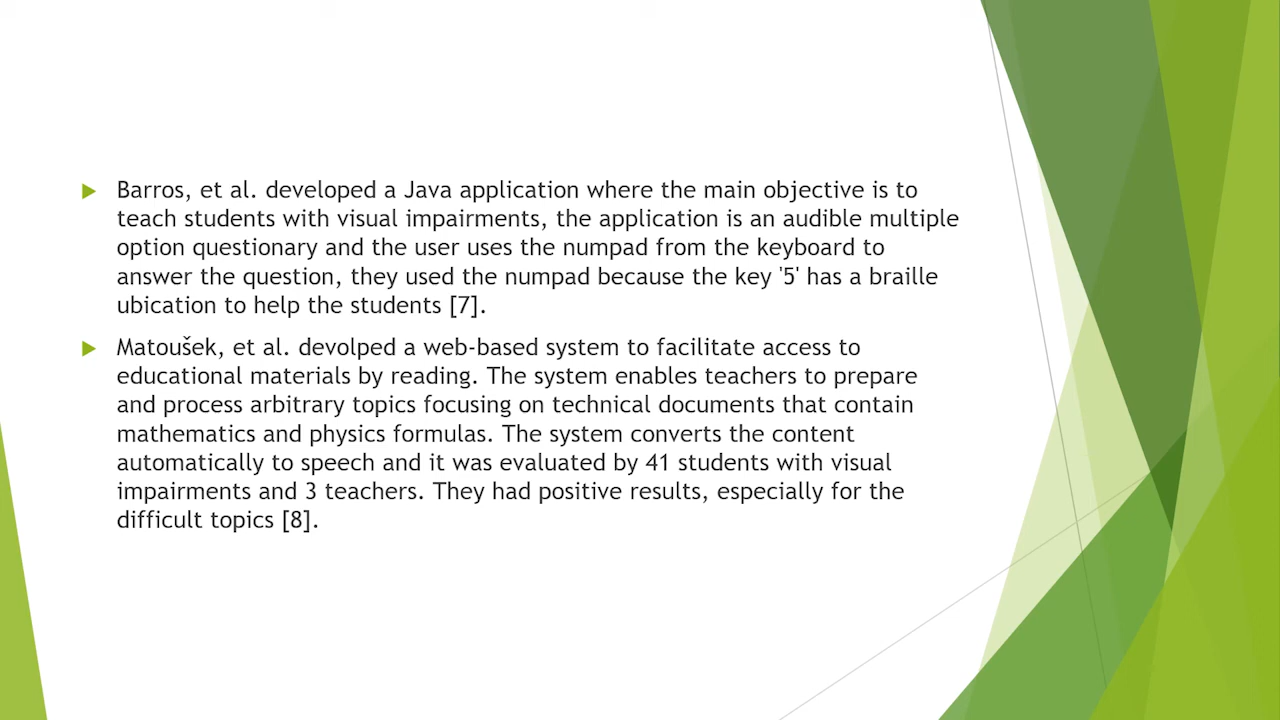 Barros, et al. developed a Java application where the main objective is to
teach students with visual impairments, the application is an audible multiple
option questionary and the user uses the numpad from the keyboard to
answer the question, they used the numpad because the key '5' has a braille
ubication to help the students [7].
Matoušek, et al. devolped a web-based system to facilitate access to
educational materials by reading. The system enables teachers to prepare
and process arbitrary topics focusing on technical documents that contain
mathematics and physics formulas. The system converts the content
automatically to speech and it was evaluated by 41 students with visual
impairments and 3 teachers. They had positive results, especially for the
difficult topics [8].